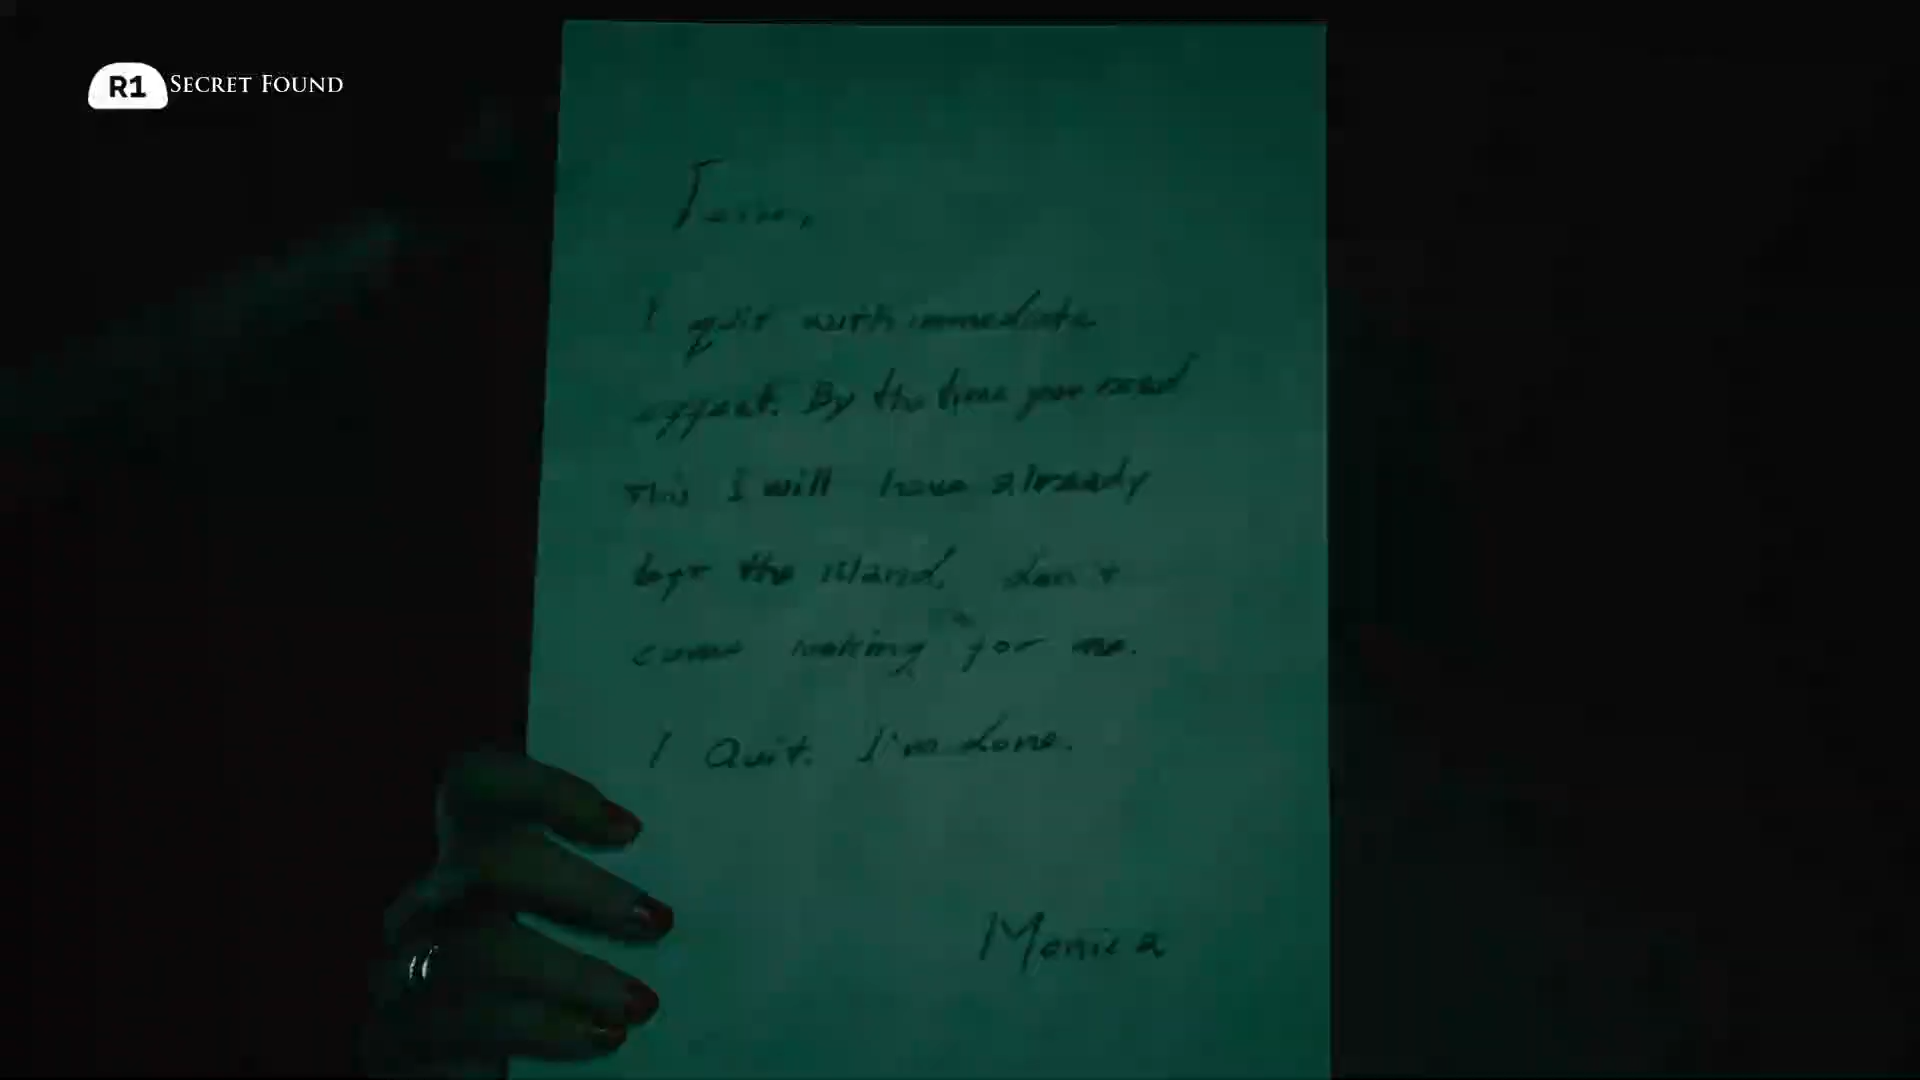 R1 SECRET FOUND
I quit with immediate
effect. By the time you read
this I will have already
left the island. don't
come looking for me.
I Quit. I'm done.
Monica